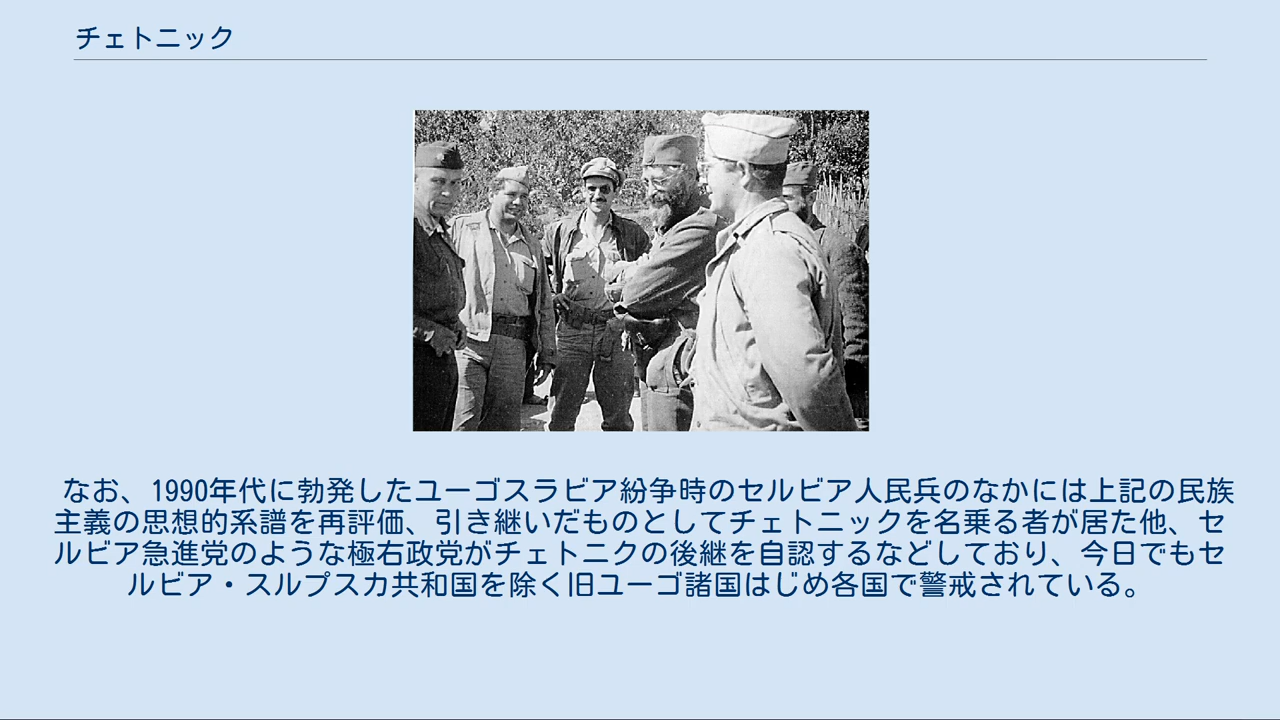 チェトニック
なお、1990年代に勃発したユーゴスラビア紛争時のセルビア人民兵のなかには上記の民族
主義の思想的系譜を再評価、引き継いだものとしてチェトニックを名乗る者が居た他、セ
ルビア急進党のような極右政党がチェトニクの後継を自認するなどしており、今日でもセ
ルビア・スルプスカ共和国を除く旧ユーゴ諸国はじめ各国で警戒されている。